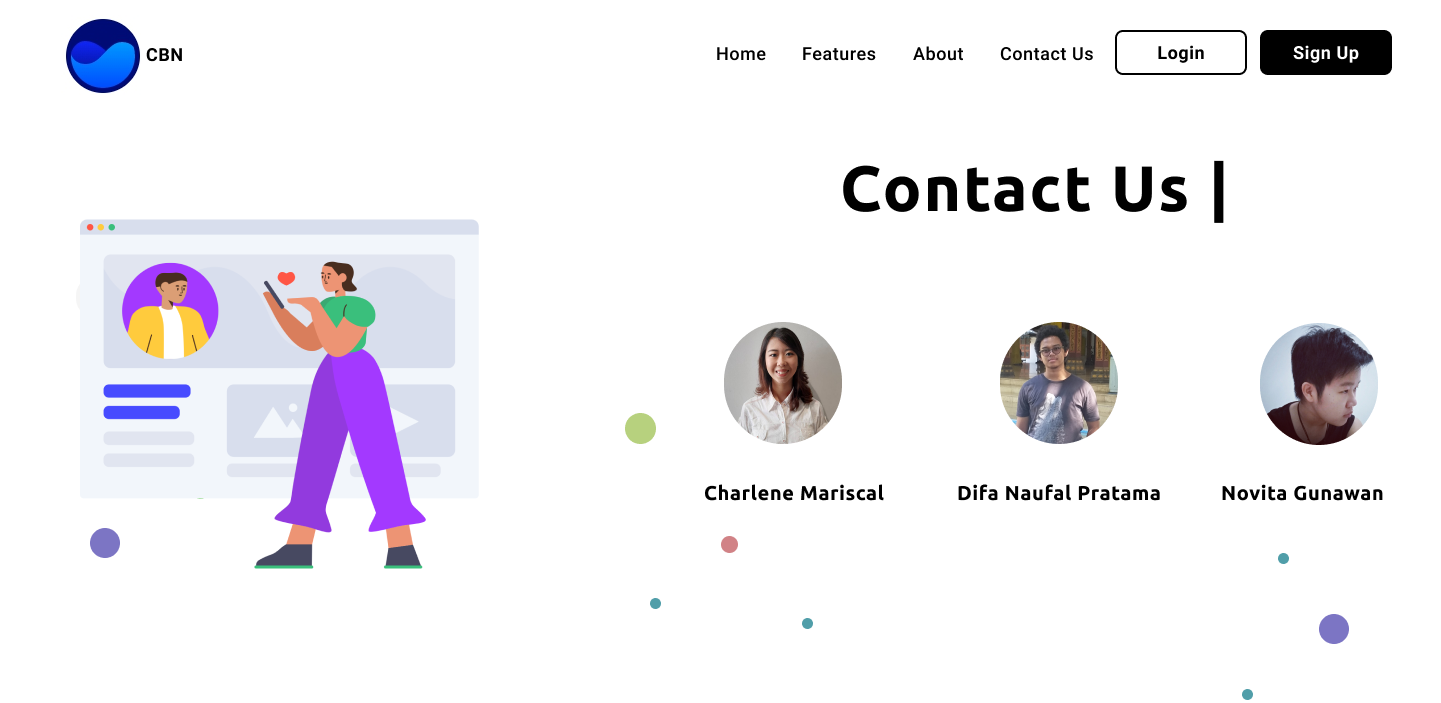 CBN
Home Features About Contact Us Login Sign Up
Contact Us |
Charlene Mariscal Difa Naufal Pratama Novita Gunawan